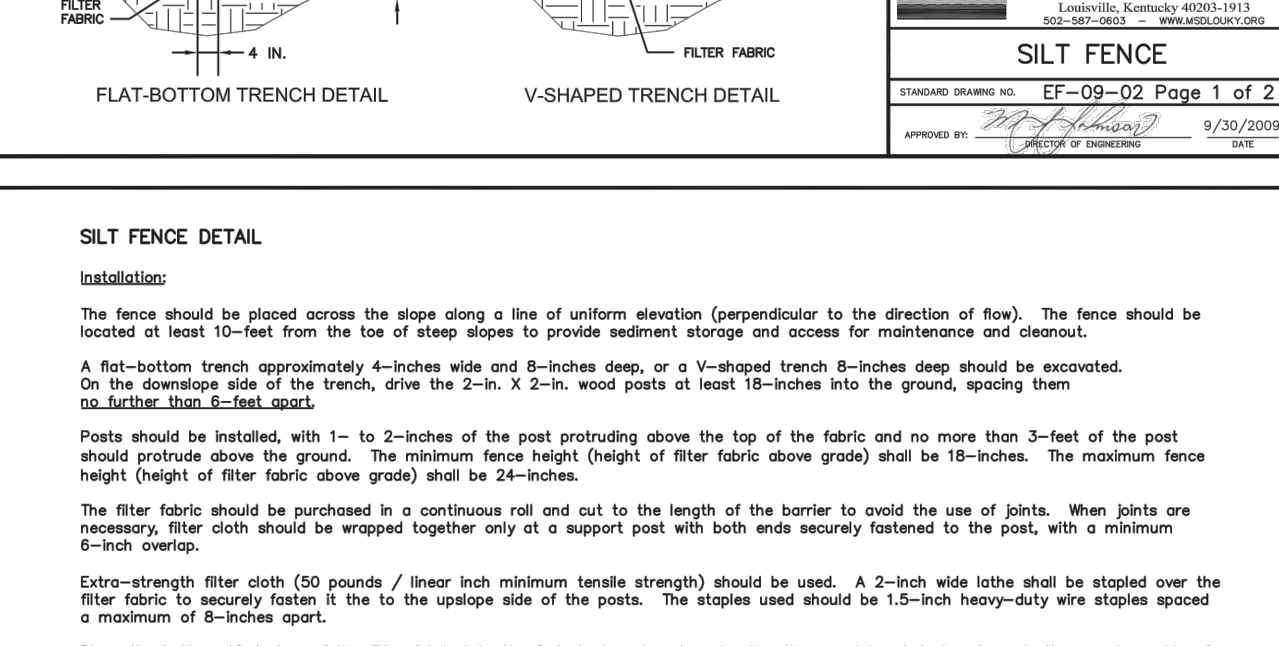 FILTER
FABRIC
4 IN.
FLAT-BOTTOM TRENCH DETAIL
FILTER FABRIC
V-SHAPED TRENCH DETAIL
Louisville, Kentucky 40203-1913
502-587-0603 - WWW.MSDLOUKY.ORG
SILT FENCE
STANDARD DRAWING NO. EF-09-02 Page 1 of 2
APPROVED BY: 9/30/2009
DIRECTOR OF ENGINEERING DATE
SILT FENCE DETAIL
Installation:
The fence should be placed across the slope along a line of uniform elevation (perpendicular to the direction of flow). The fence should be
located at least 10-feet from the toe of steep slopes to provide sediment storage and access for maintenance and cleanout.
A flat-bottom trench approximately 4-inches wide and 8-inches deep, or a V-shaped trench 8-inches deep should be excavated.
On the downslope side of the trench, drive the 2-in. X 2-in. wood posts at least 18-inches into the ground, spacing them
no further than 6-feet apart.
Posts should be installed, with 1- to 2-inches of the post protruding above the top of the fabric and no more than 3-feet of the post
should protrude above the ground. The minimum fence height (height of filter fabric above grade) shall be 18-inches. The maximum fence
height (height of filter fabric above grade) shall be 24-inches.
The filter fabric should be purchased in a continuous roll and cut to the length of the barrier to avoid the use of joints. When joints are
necessary, filter cloth should be wrapped together only at a support post with both ends securely fastened to the post, with a minimum
6-inch overlap.
Extra-strength filter cloth (50 pounds / linear inch minimum tensile strength) should be used. A 2-inch wide lathe shall be stapled over the
filter fabric to securely fasten it the to the upslope side of the posts. The staples used should be 1.5-inch heavy-duty wire staples spaced
a maximum of 8-inches apart.